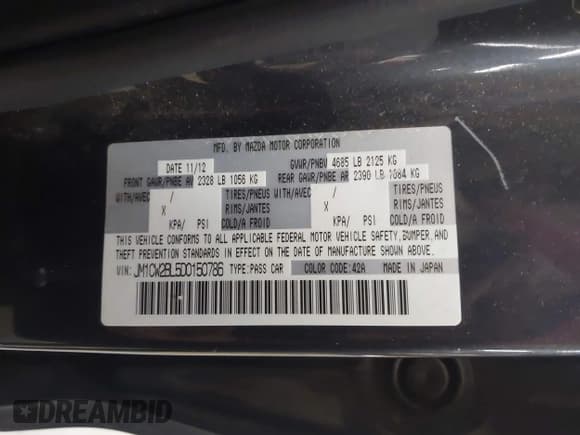 MFG. BY MAZDA MOTOR CORPORATION
DATE 11/12 GVWR/PNBV 4685 LB 2125 KG
FRONT GAWR/PNBE AV 2328 LB 1056 KG REAR GAWR/PNBE AR 2390 LB 1084 KG
WITH/AVEC / TIRES/PNEUS WITH/AVEC / TIRES/PNEUS
X RIMS/JANTES X RIMS/JANTES
KPA/ PSI COLD/A FROID KPA/ PSI COLD/A FROID
THIS VEHICLE CONFORMS TO ALL APPLICABLE FEDERAL MOTOR VEHICLE SAFETY, BUMPER, AND
THEFT PREVENTION STANDARDS IN EFFECT ON THE DATE OF MANUFACTURE SHOWN ABOVE.
VIN: JM1CW2BL5D0150786 TYPE:PASS CAR COLOR CODE:42A MADE IN JAPAN
DREAMBID